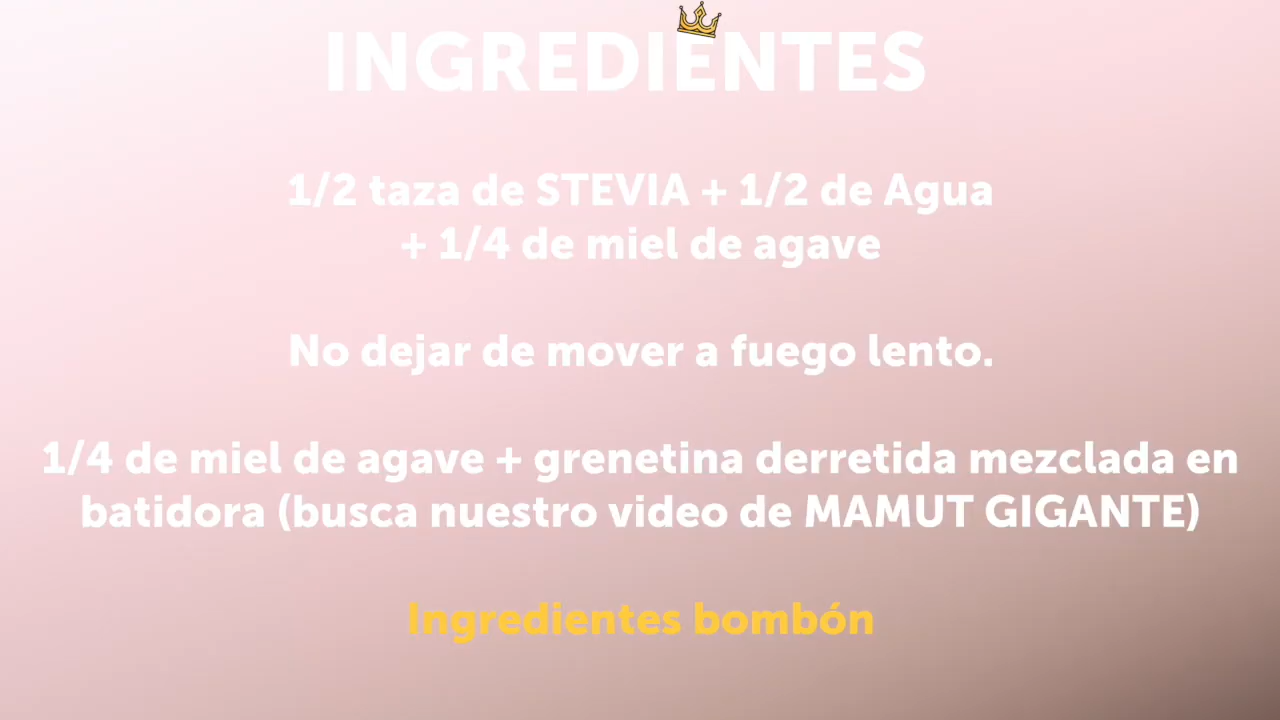 INGREDIENTES
1/2 taza de STEVIA + 1/2 de Agua
+ 1/4 de miel de agave
No dejar de mover a fuego lento.
1/4 de miel de agave + grenetina derretida mezclada en
batidora (busca nuestro video de MAMUT GIGANTE)
Ingredientes bombón